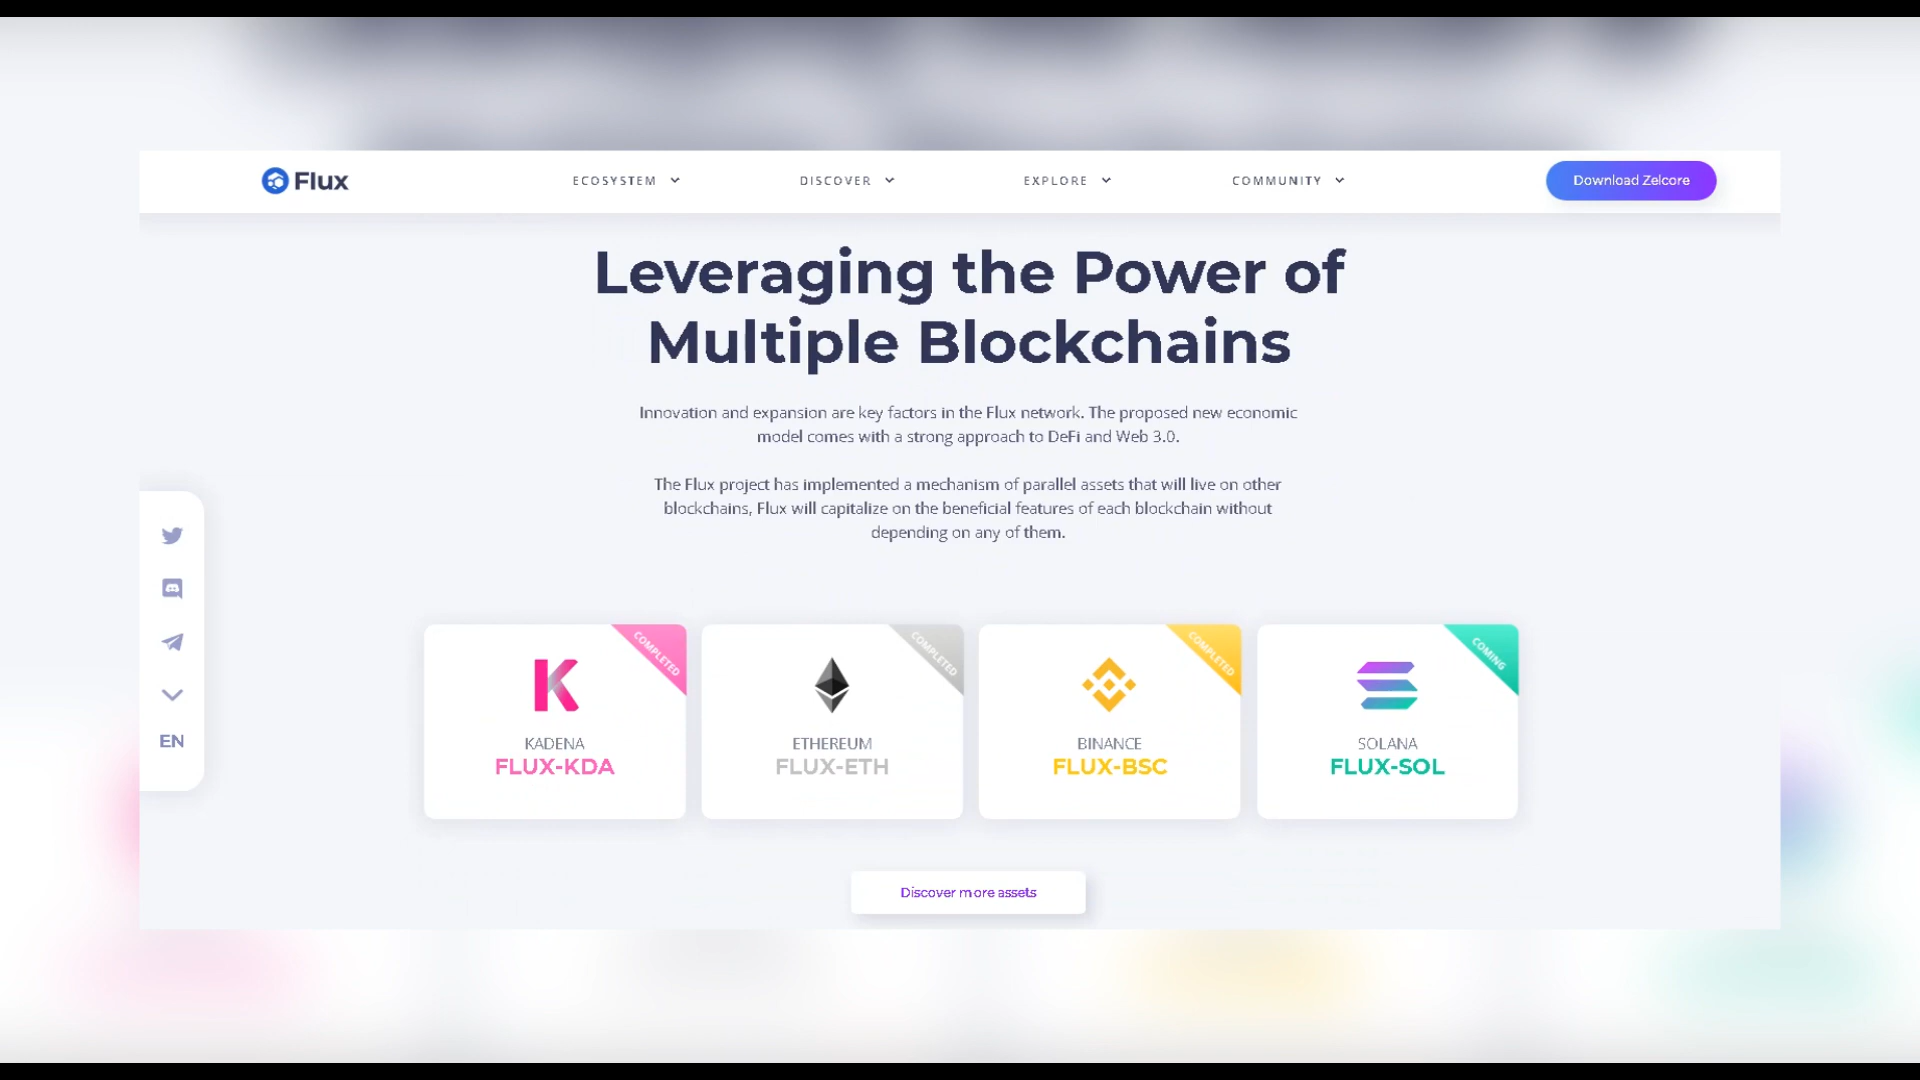 Flux
ECOSYSTEM
DISCOVER
EXPLORE
COMMUNITY
Download Zelcore
Leveraging the Power of
Multiple Blockchains
Innovation and expansion are key factors in the Flux network. The proposed new economic
model comes with a strong approach to DeFi and Web 3.0.
The Flux project has implemented a mechanism of parallel assets that will live on other
blockchains, Flux will capitalize on the beneficial features of each blockchain without
depending on any of them.
EN
COMPLETED
KADENA
FLUX-KDA
COMPLETED
ETHEREUM
FLUX-ETH
COMPLETED
BINANCE
FLUX-BSC
COMING
SOLANA
FLUX-SOL
Discover more assets